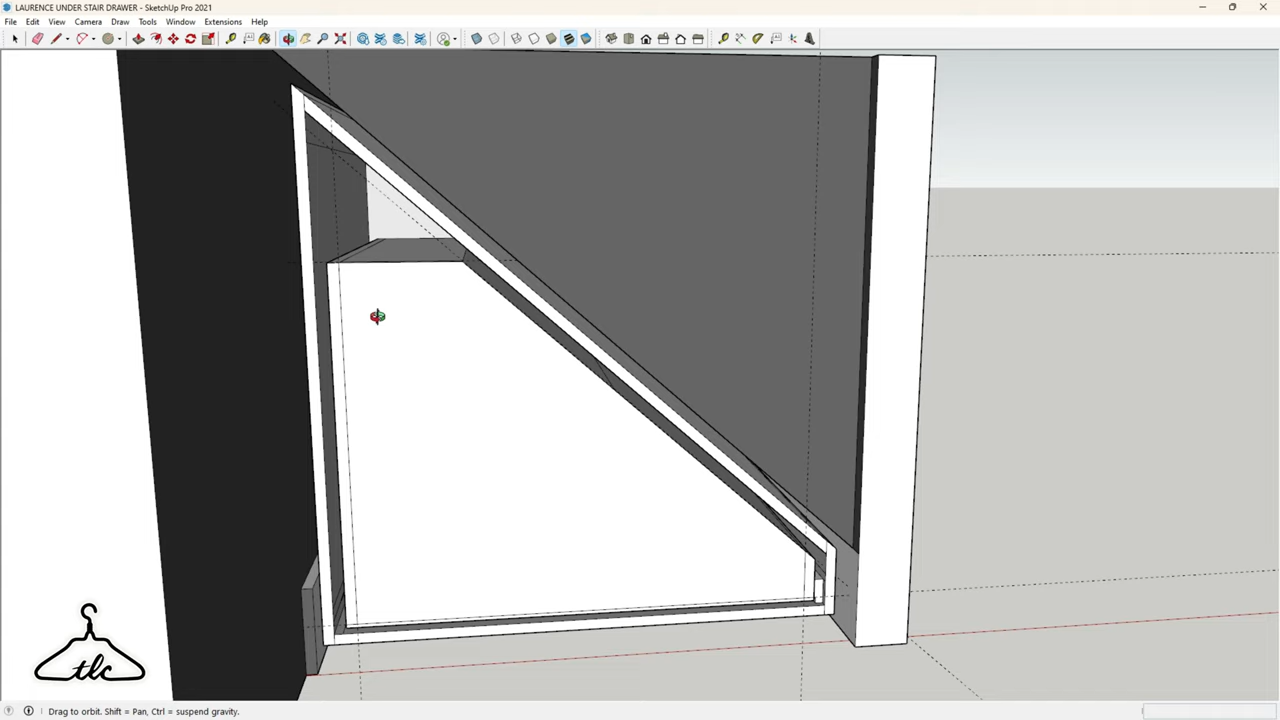 LAURENCE UNDER STAIR DRAWER - SketchUp Pro 2021
File Edit View Camera Draw Tools Window Extensions Help
tlc
Drag to orbit. Shift = Pan, Ctrl = suspend gravity.